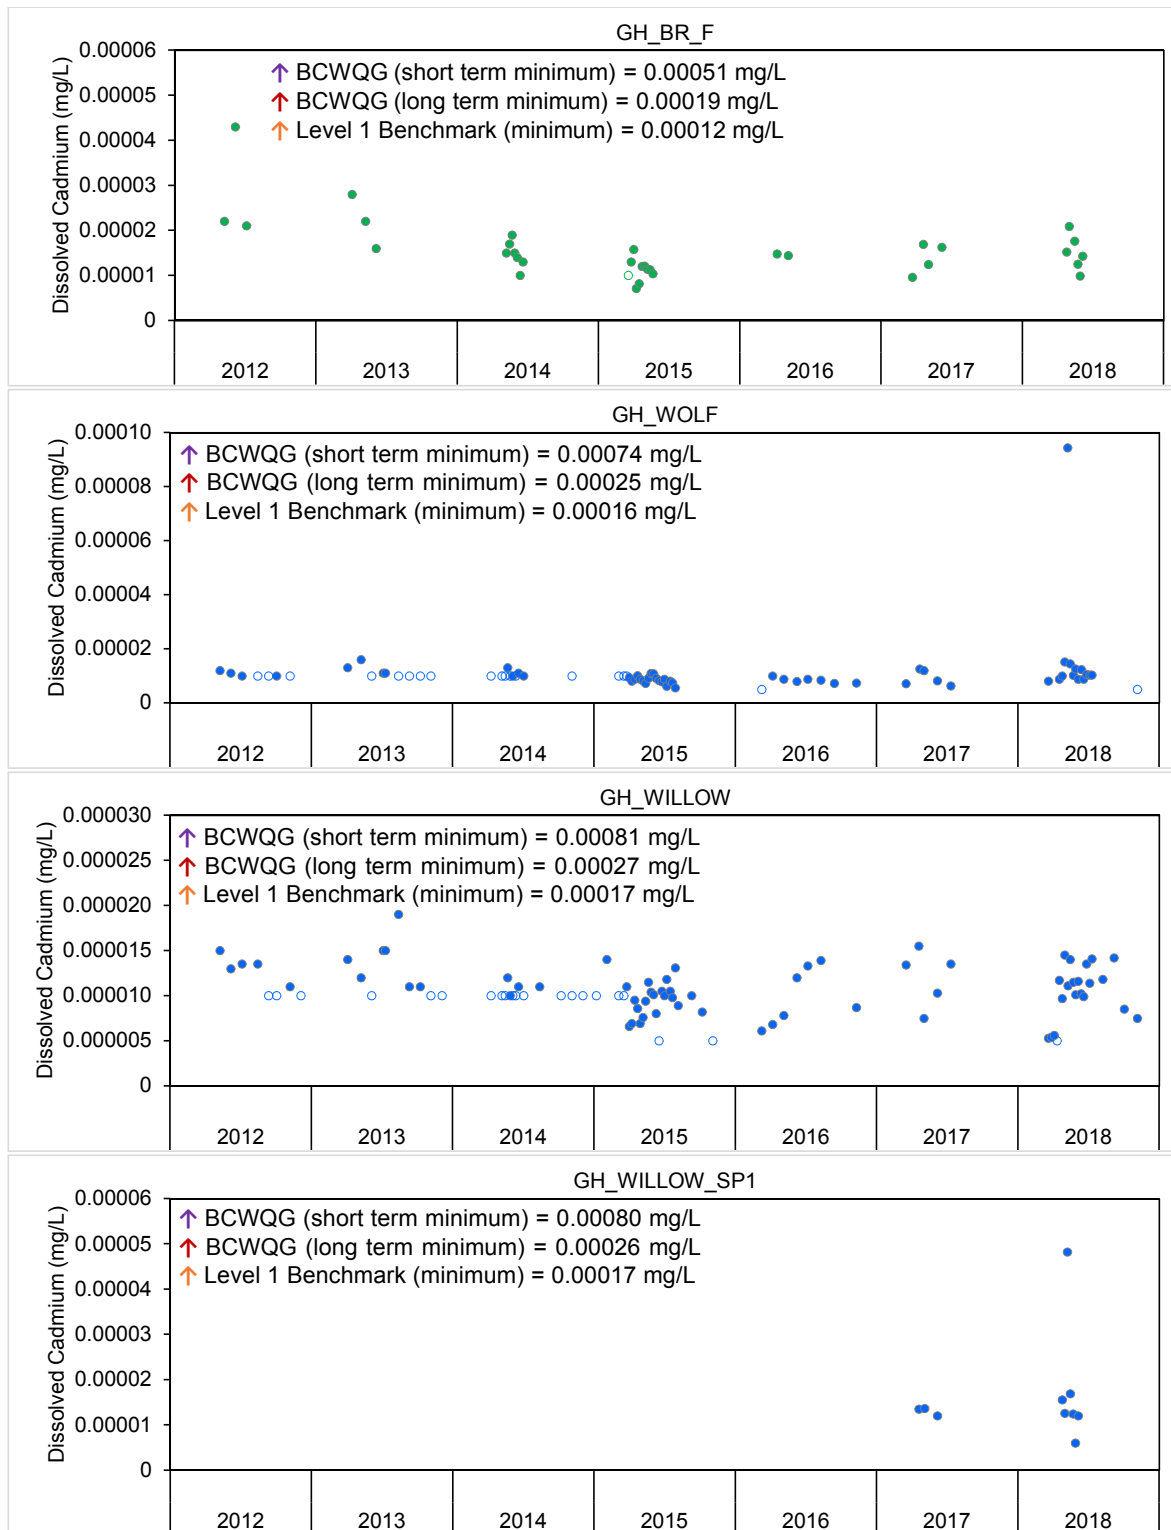 GH_BR_F
Dissolved Cadmium (mg/L)
0.00006
0.00005
0.00004
0.00003
0.00002
0.00001
0
↑ BCWQG (short term minimum) = 0.00051 mg/L
↑ BCWQG (long term minimum) = 0.00019 mg/L
↑ Level 1 Benchmark (minimum) = 0.00012 mg/L
2012 2013 2014 2015 2016 2017 2018
GH_WOLF
Dissolved Cadmium (mg/L)
0.00010
0.00008
0.00006
0.00004
0.00002
0
↑ BCWQG (short term minimum) = 0.00074 mg/L
↑ BCWQG (long term minimum) = 0.00025 mg/L
↑ Level 1 Benchmark (minimum) = 0.00016 mg/L
2012 2013 2014 2015 2016 2017 2018
GH_WILLOW
Dissolved Cadmium (mg/L)
0.000030
0.000025
0.000020
0.000015
0.000010
0.000005
0
↑ BCWQG (short term minimum) = 0.00081 mg/L
↑ BCWQG (long term minimum) = 0.00027 mg/L
↑ Level 1 Benchmark (minimum) = 0.00017 mg/L
2012 2013 2014 2015 2016 2017 2018
GH_WILLOW_SP1
Dissolved Cadmium (mg/L)
0.00006
0.00005
0.00004
0.00003
0.00002
0.00001
0
↑ BCWQG (short term minimum) = 0.00080 mg/L
↑ BCWQG (long term minimum) = 0.00026 mg/L
↑ Level 1 Benchmark (minimum) = 0.00017 mg/L
2012 2013 2014 2015 2016 2017 2018